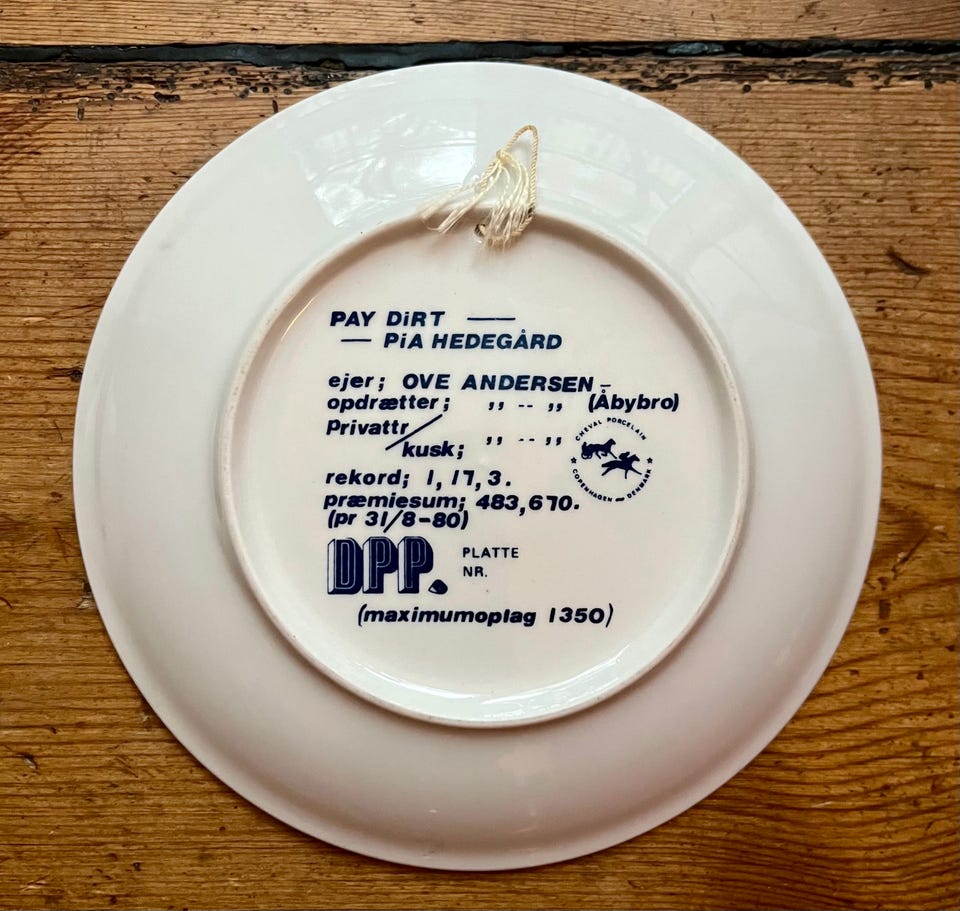 PAY DiRT —
— PiA HEDEGÅRD
ejer; OVE ANDERSEN –
opdrætter; ,, -- ,, (Åbybro)
Privattr/kusk; ,, -- ,,
CHEVAL PORCELAIN
COPENHAGEN – DENMARK
rekord; 1,17,3.
præmiesum; 483,670.
(pr 31/8-80)
DPP. PLATTE
NR.
(maximumoplag 1350)